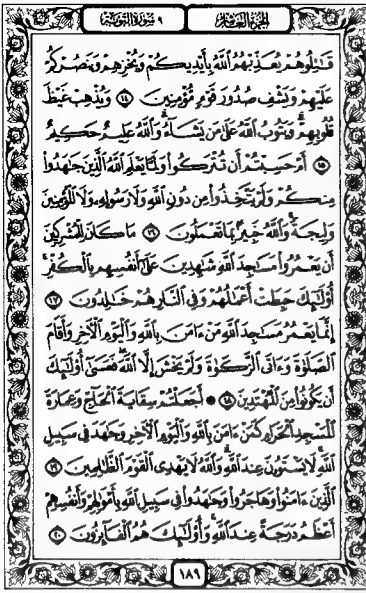 الجزء العاشر
٩ سورة التوبة
قَٰتِلُوهُمْ يُعَذِّبْهُمُ ٱللَّهُ بِأَيْدِيكُمْ وَيُخْزِهِمْ وَيَنصُرْكُمْ
عَلَيْهِمْ وَيَشْفِ صُدُورَ قَوْمٍ مُّؤْمِنِينَ ١٤ وَيُذْهِبْ غَيْظَ
قُلُوبِهِمْ وَيَتُوبُ ٱللَّهُ عَلَىٰ مَن يَشَآءُ وَٱللَّهُ عَلِيمٌ حَكِيمٌ
١٥ أَمْ حَسِبْتُمْ أَن تُتْرَكُوا۟ وَلَمَّا يَعْلَمِ ٱللَّهُ ٱلَّذِينَ جَٰهَدُوا۟
مِنكُمْ وَلَمْ يَتَّخِذُوا۟ مِن دُونِ ٱللَّهِ وَلَا رَسُولِهِۦ وَلَا ٱلْمُؤْمِنِينَ
وَلِيجَةً وَٱللَّهُ خَبِيرٌۢ بِمَا تَعْمَلُونَ ١٦ مَا كَانَ لِلْمُشْرِكِينَ
أَن يَعْمُرُوا۟ مَسَٰجِدَ ٱللَّهِ شَٰهِدِينَ عَلَىٰٓ أَنفُسِهِم بِٱلْكُفْرِ
أُو۟لَٰٓئِكَ حَبِطَتْ أَعْمَٰلُهُمْ وَفِى ٱلنَّارِ هُمْ خَٰلِدُونَ ١٧
إِنَّمَا يَعْمُرُ مَسَٰجِدَ ٱللَّهِ مَنْ ءَامَنَ بِٱللَّهِ وَٱلْيَوْمِ ٱلْءَاخِرِ وَأَقَامَ
ٱلصَّلَوٰةَ وَءَاتَى ٱلزَّكَوٰةَ وَلَمْ يَخْشَ إِلَّا ٱللَّهَ فَعَسَىٰٓ أُو۟لَٰٓئِكَ
أَن يَكُونُوا۟ مِنَ ٱلْمُهْتَدِينَ ١٨ ۞ أَجَعَلْتُمْ سِقَايَةَ ٱلْحَآجِّ وَعِمَارَةَ
ٱلْمَسْجِدِ ٱلْحَرَامِ كَمَنْ ءَامَنَ بِٱللَّهِ وَٱلْيَوْمِ ٱلْءَاخِرِ وَجَٰهَدَ فِى سَبِيلِ
ٱللَّهِ لَا يَسْتَوُۥنَ عِندَ ٱللَّهِ وَٱللَّهُ لَا يَهْدِى ٱلْقَوْمَ ٱلظَّٰلِمِينَ ١٩
ٱلَّذِينَ ءَامَنُوا۟ وَهَاجَرُوا۟ وَجَٰهَدُوا۟ فِى سَبِيلِ ٱللَّهِ بِأَمْوَٰلِهِمْ وَأَنفُسِهِمْ
أَعْظَمُ دَرَجَةً عِندَ ٱللَّهِ وَأُو۟لَٰٓئِكَ هُمُ ٱلْفَآئِزُونَ ٢٠
١٨٩